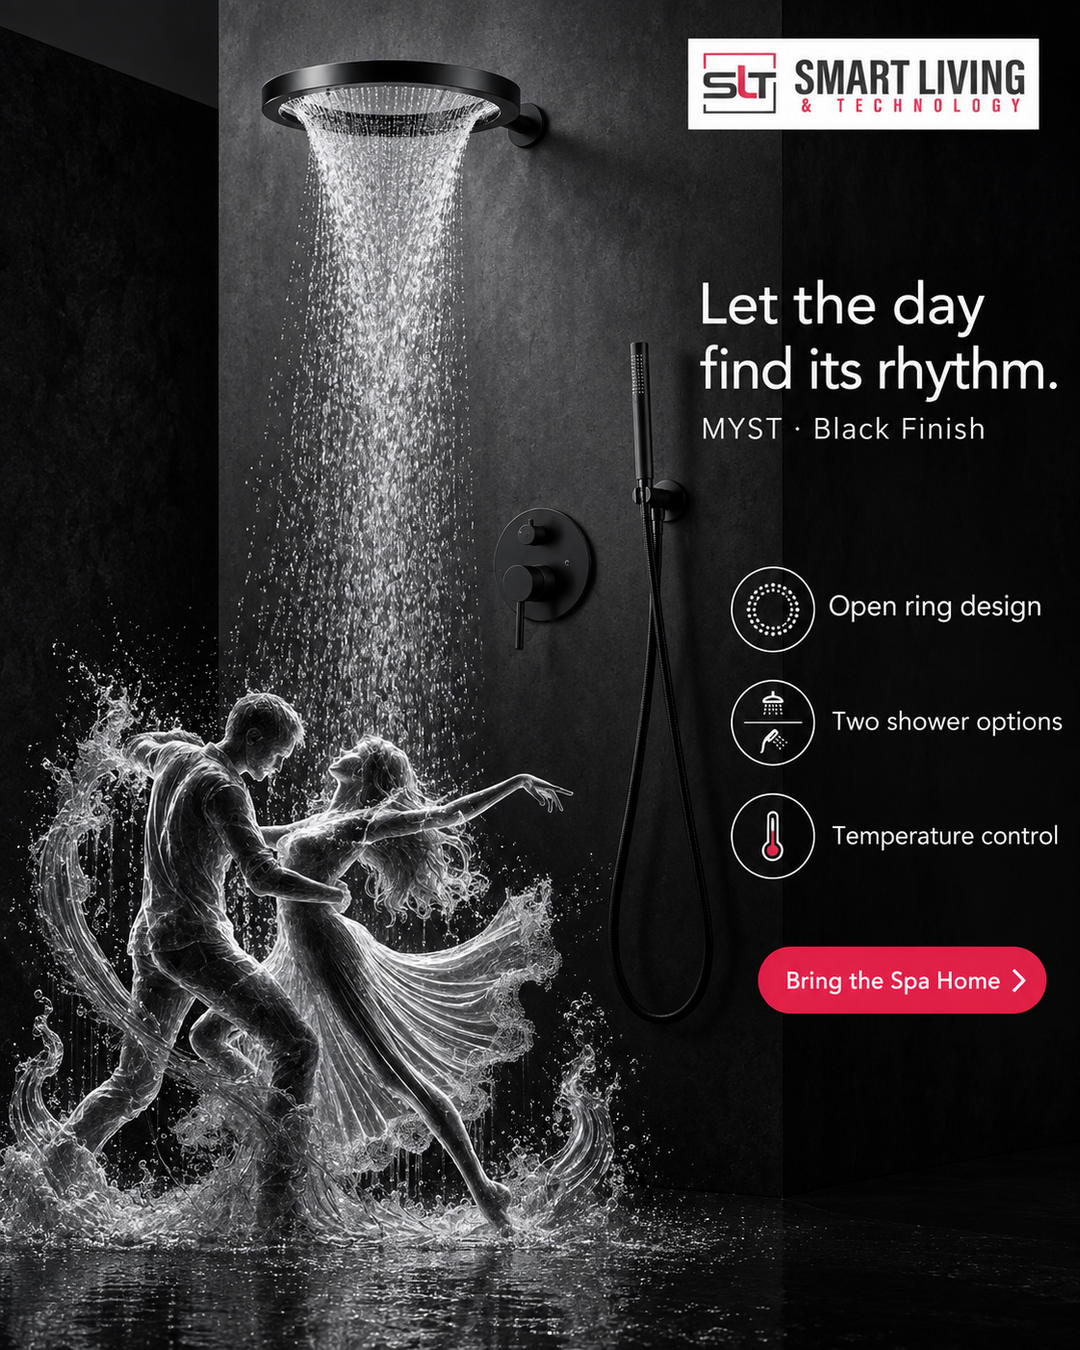 SLT SMART LIVING
& TECHNOLOGY
Let the day
find its rhythm.
MYST · Black Finish
Open ring design
Two shower options
Temperature control
Bring the Spa Home